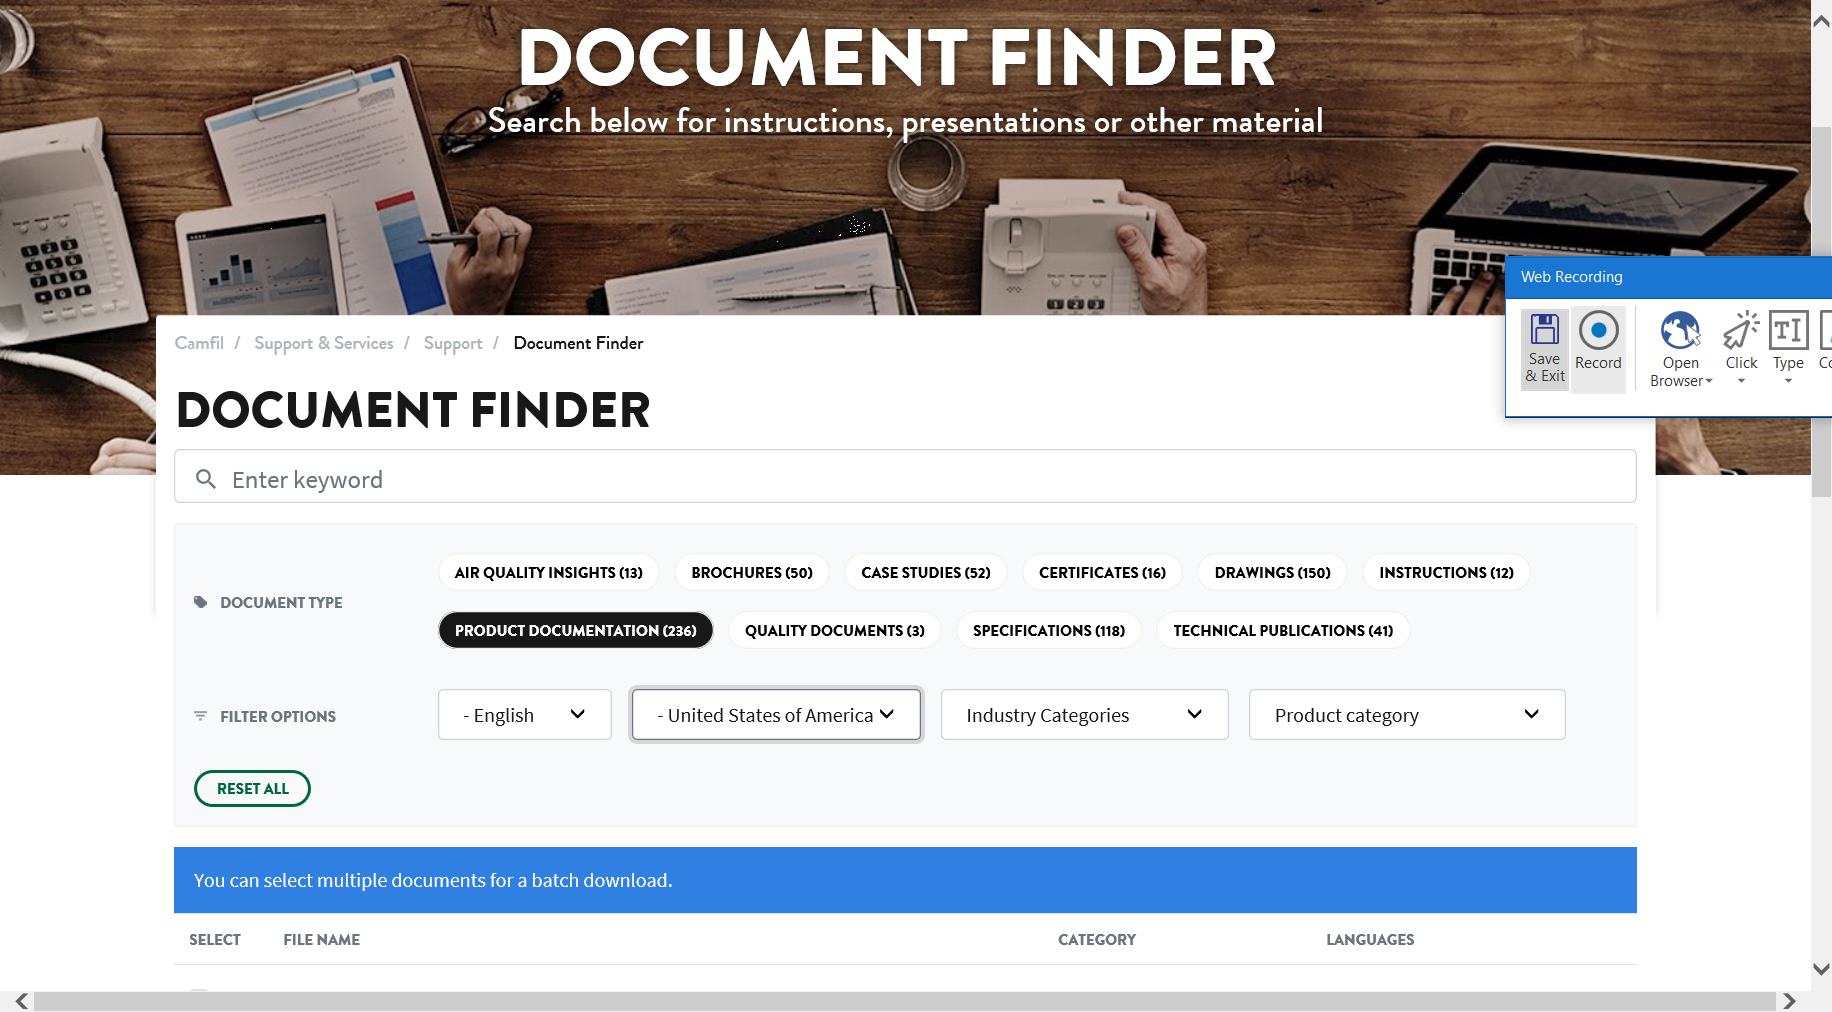 DOCUMENT FINDER
Search below for instructions, presentations or other material
Web Recording
Save & Exit
Record
Open Browser
Click
Type
Camfil / Support & Services / Support / Document Finder
DOCUMENT FINDER
Enter keyword
DOCUMENT TYPE
AIR QUALITY INSIGHTS (13)
BROCHURES (50)
CASE STUDIES (52)
CERTIFICATES (16)
DRAWINGS (150)
INSTRUCTIONS (12)
PRODUCT DOCUMENTATION (236)
QUALITY DOCUMENTS (3)
SPECIFICATIONS (118)
TECHNICAL PUBLICATIONS (41)
FILTER OPTIONS
- English
- United States of America
Industry Categories
Product category
RESET ALL
You can select multiple documents for a batch download.
SELECT FILE NAME CATEGORY LANGUAGES